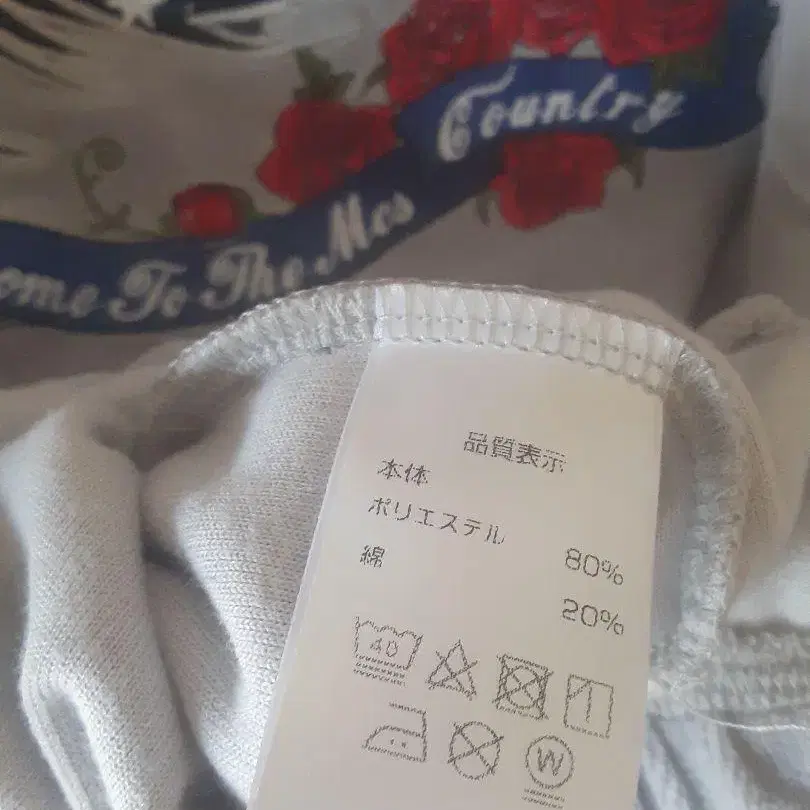 Country
ome To The Mos
品質表示
本体
ポリエステル 80%
綿 20%
40
W